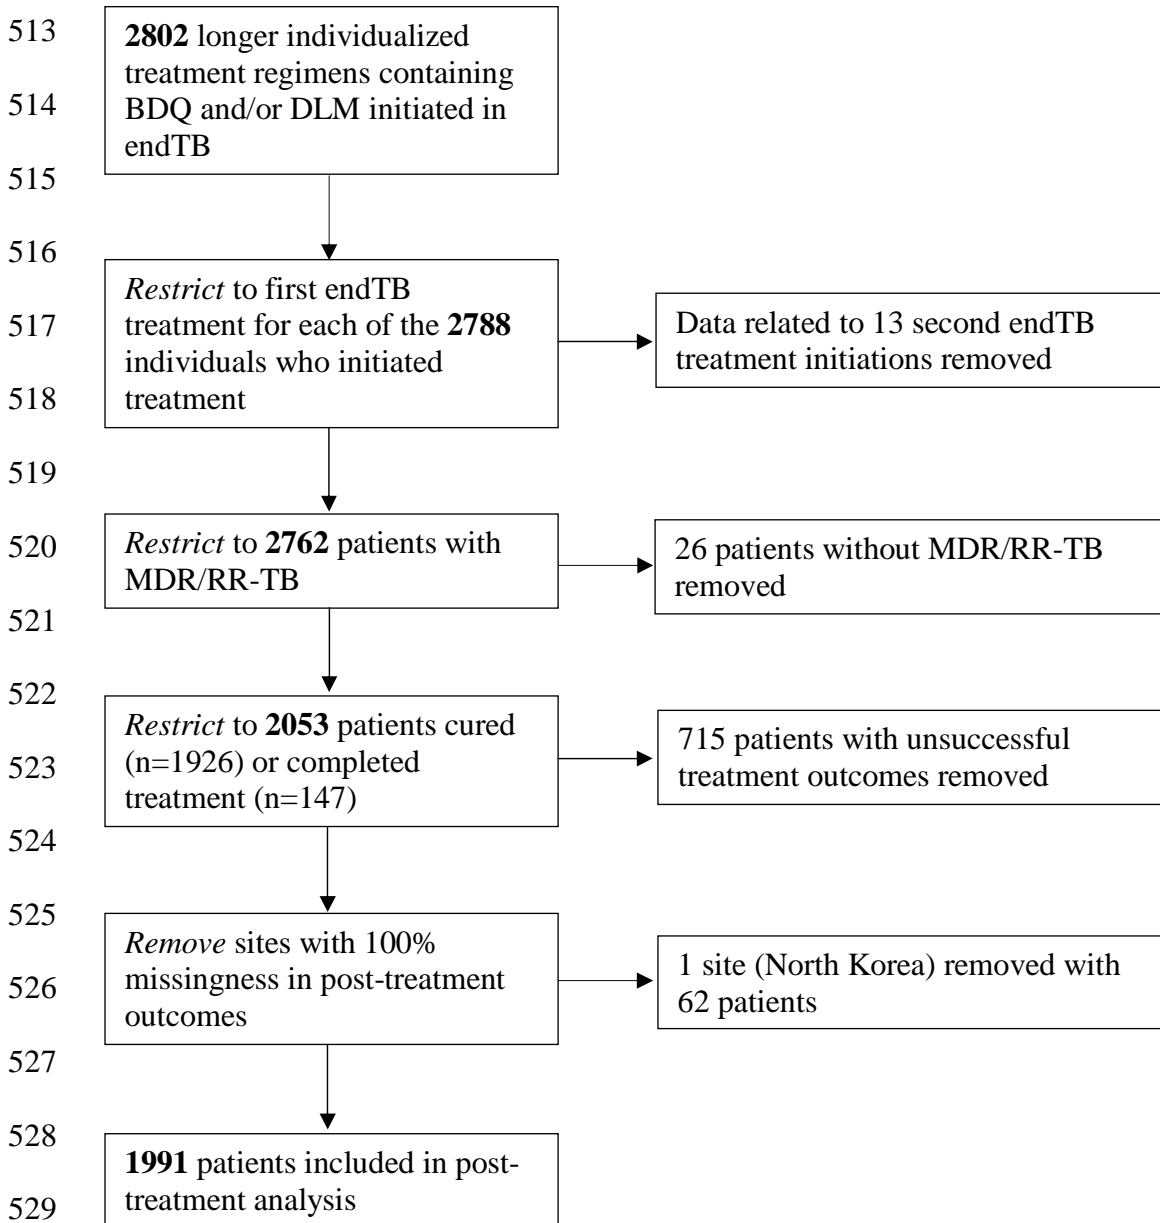 513
2802 longer individualized
treatment regimens containing
514
BDQ and/or DLM initiated in
endTB
515
516
Restrict to first endTB
517
treatment for each of the 2788
individuals who initiated
518
treatment
Data related to 13 second endTB
treatment initiations removed
519
520
Restrict to 2762 patients with
MDR/RR-TB
26 patients without MDR/RR-TB
removed
521
522
Restrict to 2053 patients cured
(n=1926) or completed
523
treatment (n=147)
715 patients with unsuccessful
treatment outcomes removed
524
525
Remove sites with 100%
missingness in post-treatment
526
outcomes
1 site (North Korea) removed with
62 patients
527
528
1991 patients included in post-
treatment analysis
529